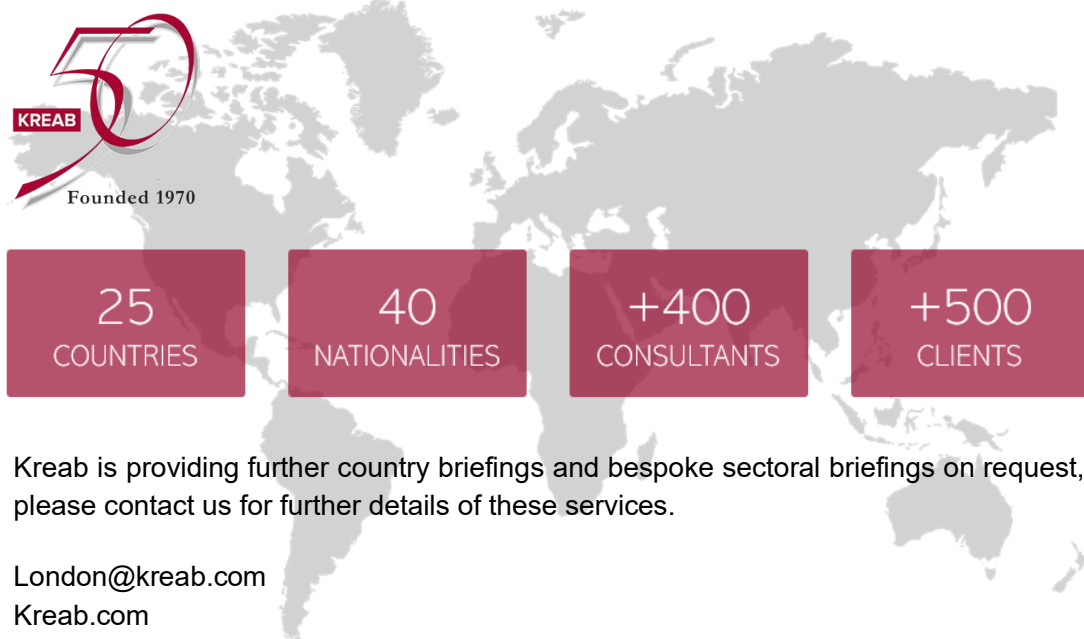 50
KREAB
Founded 1970
25
COUNTRIES
40
NATIONALITIES
+400
CONSULTANTS
+500
CLIENTS
Kreab is providing further country briefings and bespoke sectoral briefings on request,
please contact us for further details of these services.
London@kreab.com
Kreab.com